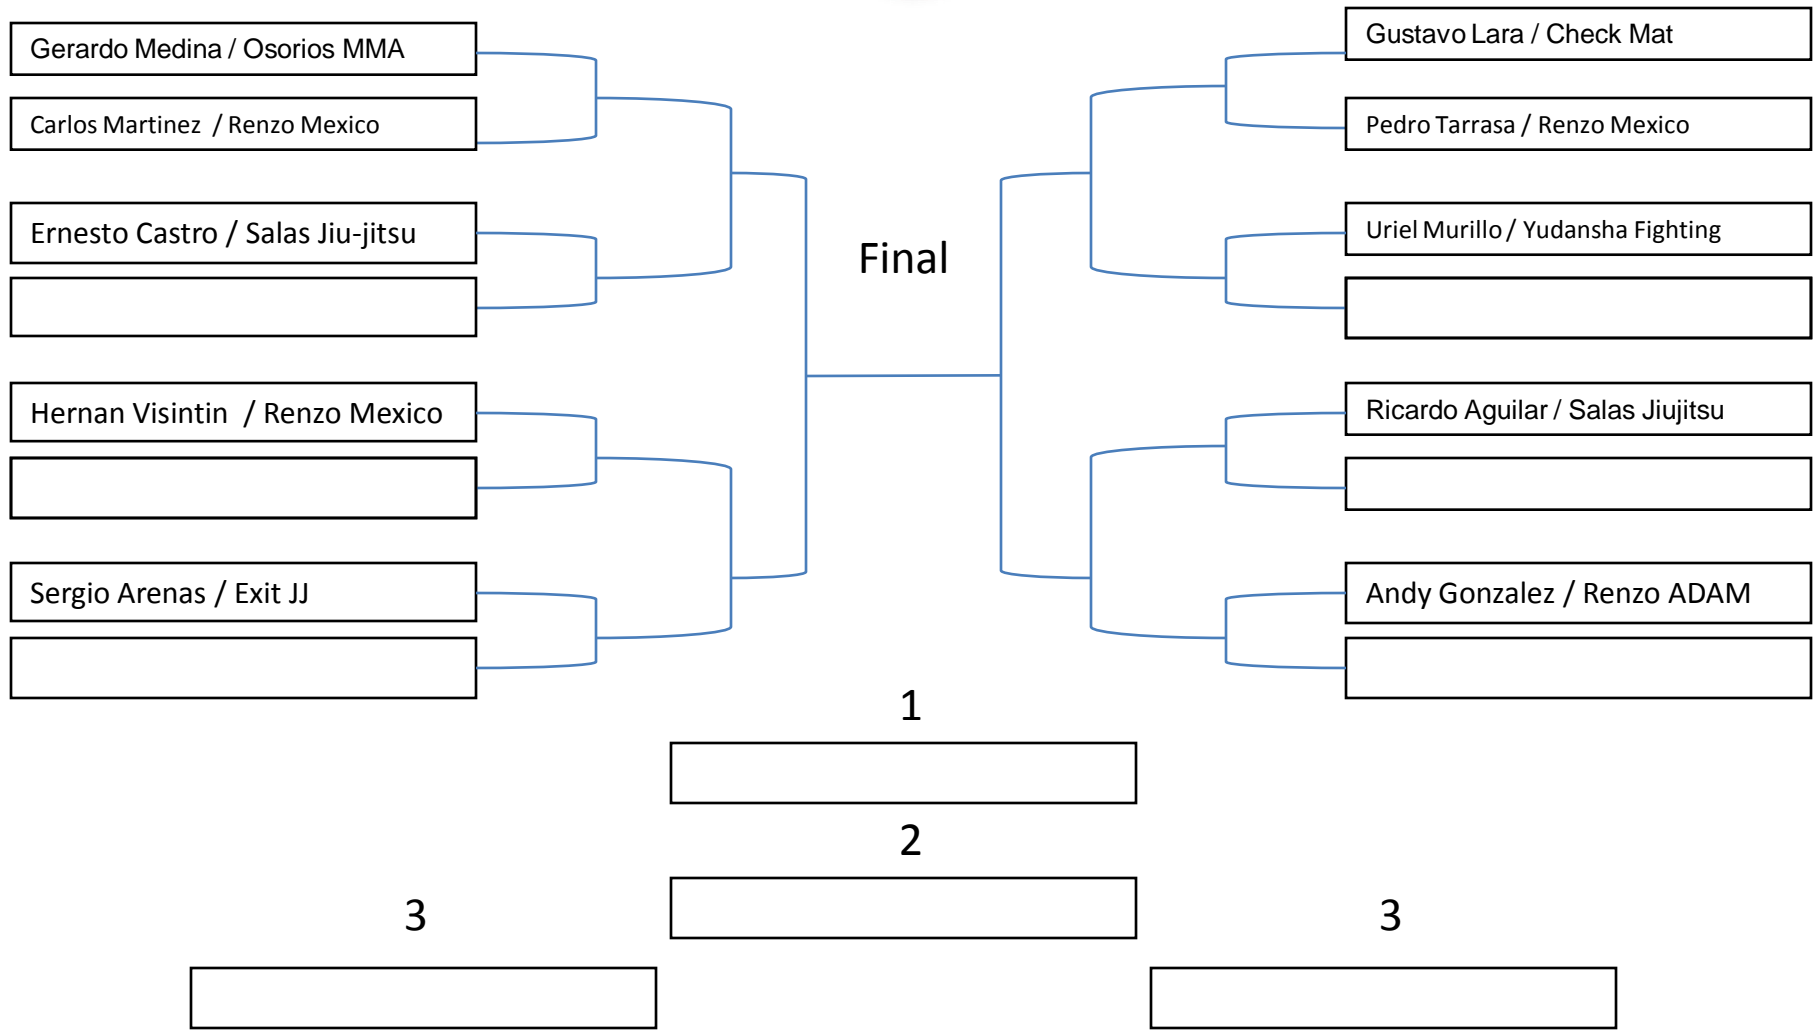 Gerardo Medina / Osorios MMA
Carlos Martinez / Renzo Mexico
Ernesto Castro / Salas Jiu-jitsu
Hernan Visintin / Renzo Mexico
Sergio Arenas / Exit JJ
Final
Gustavo Lara / Check Mat
Pedro Tarrasa / Renzo Mexico
Uriel Murillo / Yudansha Fighting
Ricardo Aguilar / Salas Jiujitsu
Andy Gonzalez / Renzo ADAM
1
2
3
3